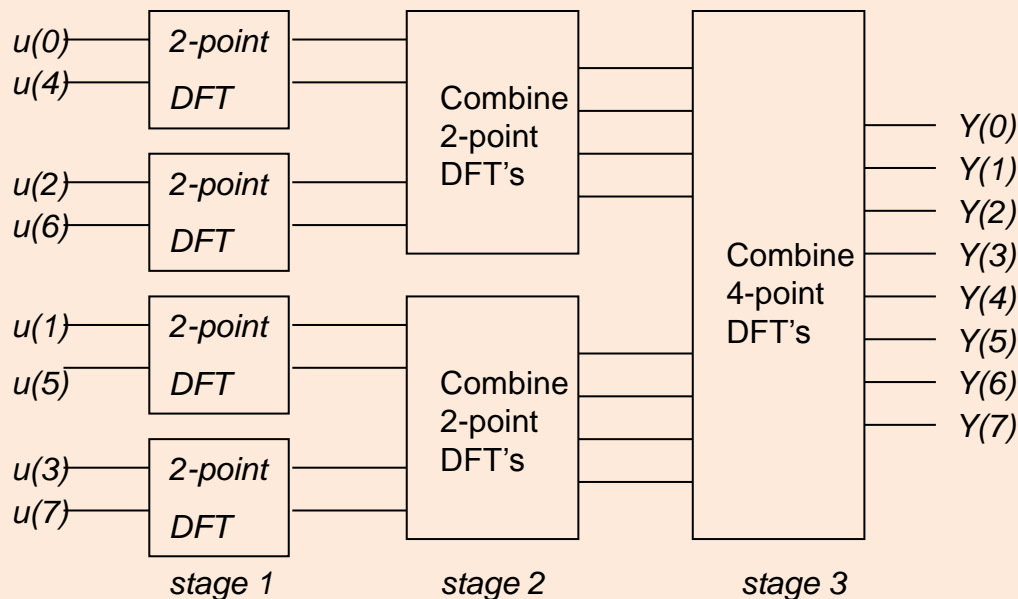 u(0)
u(4)
2-point
DFT
u(2)
u(6)
2-point
DFT
u(1)
u(5)
2-point
DFT
u(3)
u(7)
2-point
DFT
stage 1
Combine
2-point
DFT's
Combine
2-point
DFT's
stage 2
Combine
4-point
DFT's
stage 3
Y(0)
Y(1)
Y(2)
Y(3)
Y(4)
Y(5)
Y(6)
Y(7)